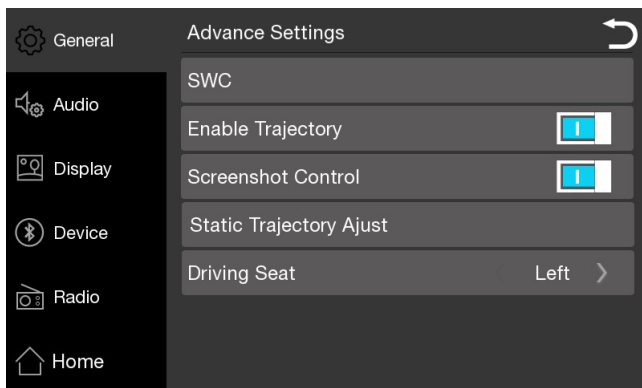 General
Audio
Display
Device
Radio
Home
Advance Settings
SWC
Enable Trajectory
Screenshot Control
Static Trajectory Ajust
Driving Seat Left